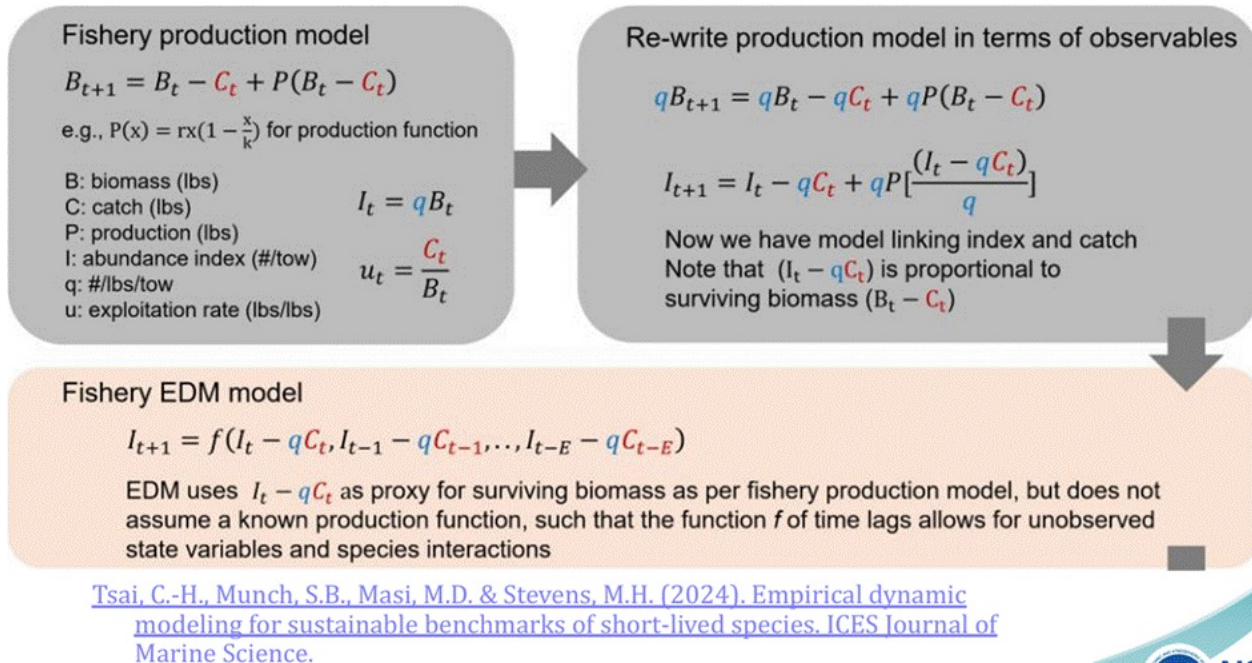 Fishery production model
B_{t+1} = B_t − C_t + P(B_t − C_t)
e.g., P(x) = rx(1 − x/k) for production function
B: biomass (lbs)
C: catch (lbs)
P: production (lbs)
I: abundance index (#/tow)
q: #/lbs/tow
u: exploitation rate (lbs/lbs)
I_t = qB_t
u_t = C_t/B_t
Re-write production model in terms of observables
qB_{t+1} = qB_t − qC_t + qP(B_t − C_t)
I_{t+1} = I_t − qC_t + qP[(I_t − qC_t)/q]
Now we have model linking index and catch
Note that (I_t − qC_t) is proportional to
surviving biomass (B_t − C_t)
Fishery EDM model
I_{t+1} = f(I_t − qC_t, I_{t−1} − qC_{t−1},.., I_{t−E} − qC_{t−E})
EDM uses I_t − qC_t as proxy for surviving biomass as per fishery production model, but does not
assume a known production function, such that the function f of time lags allows for unobserved
state variables and species interactions
Tsai, C.-H., Munch, S.B., Masi, M.D. & Stevens, M.H. (2024). Empirical dynamic
modeling for sustainable benchmarks of short-lived species. ICES Journal of
Marine Science.